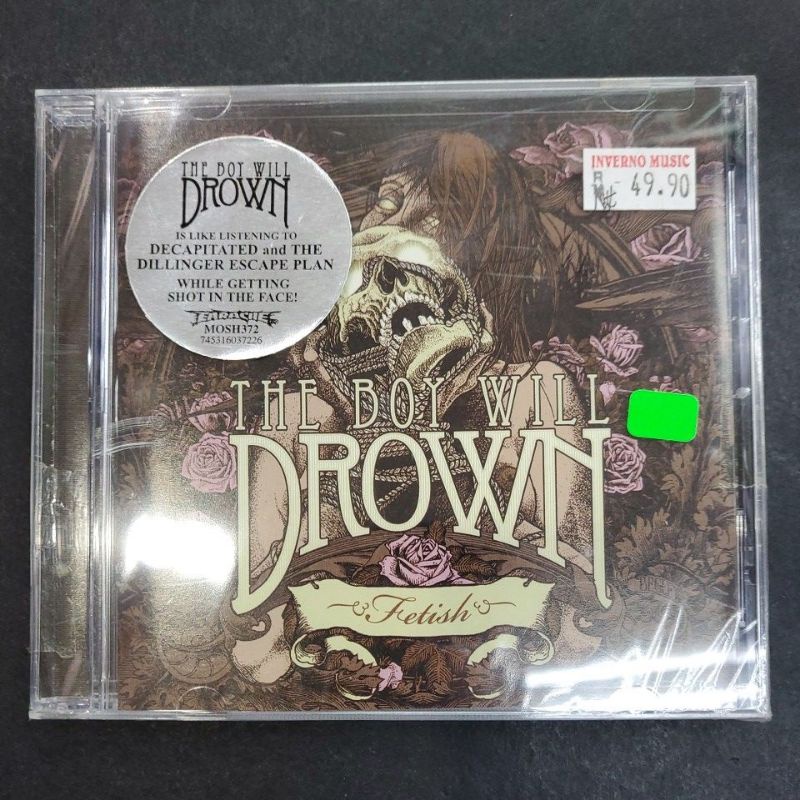 THE BOY WILL
DROWN
IS LIKE LISTENING TO
DECAPITATED and THE
DILLINGER ESCAPE PLAN
WHILE GETTING
SHOT IN THE FACE!
EARACHE
MOSH372
745316037226
INVERNO MUSIC
49.90
THE BOY WILL
DROWN
Fetish